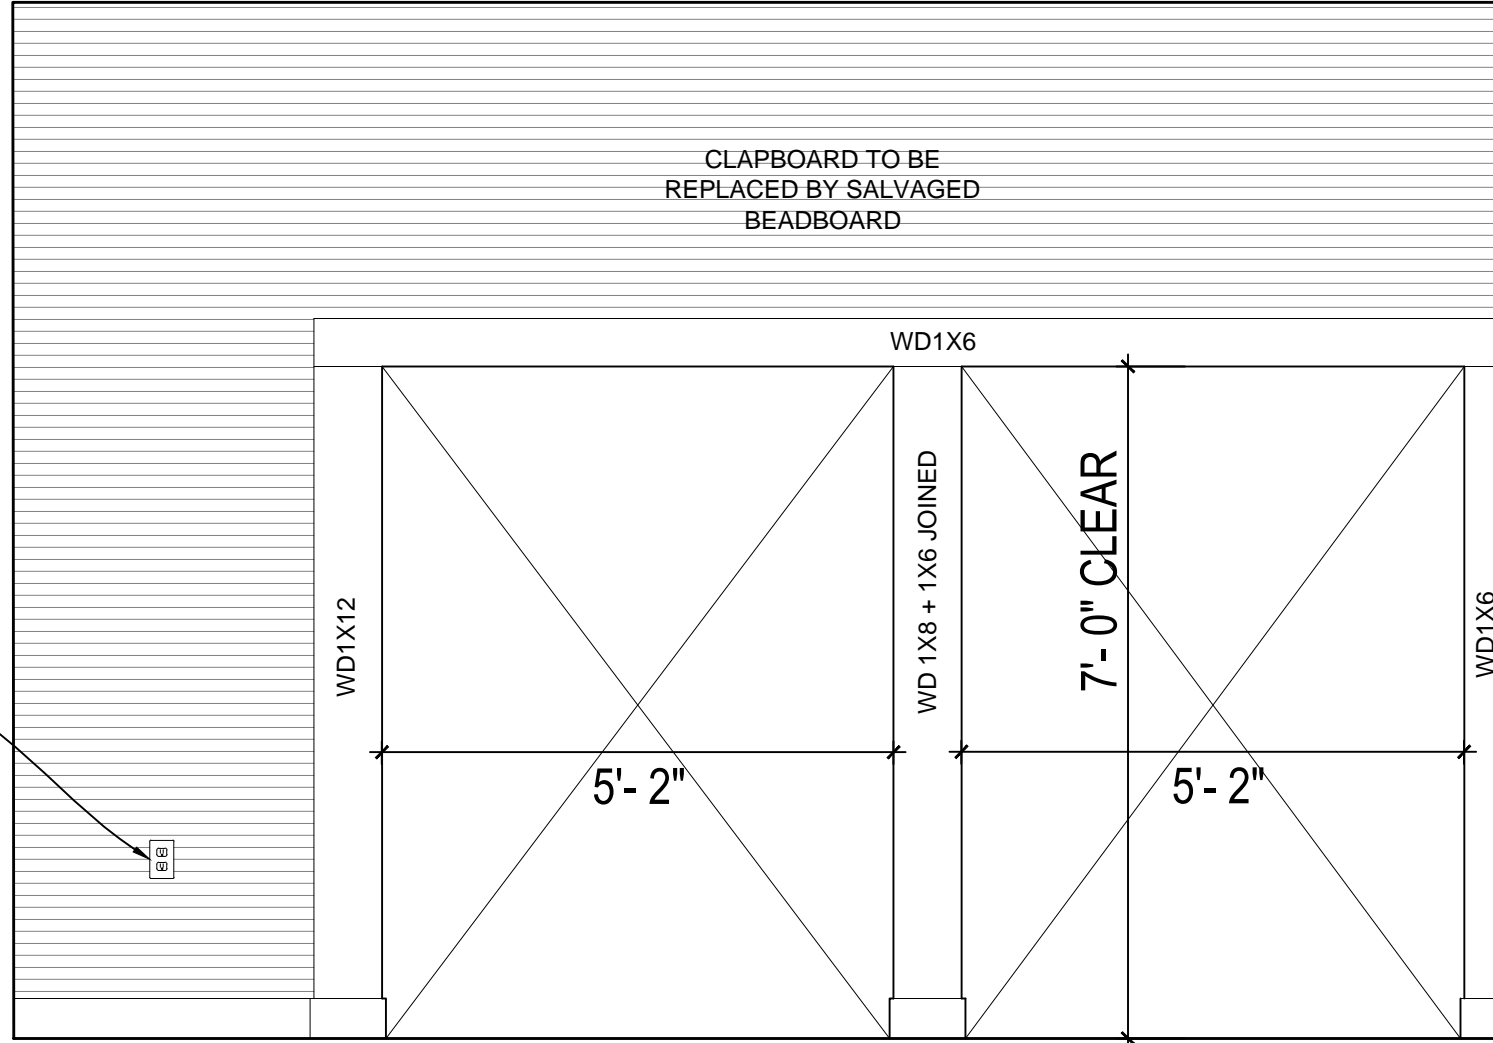 CLAPBOARD TO BE
REPLACED BY SALVAGED
BEADBOARD
WD1X6
WD1X12
WD 1X8 + 1X6 JOINED
7'- 0" CLEAR
WD1X6
5'- 2"
5'- 2"